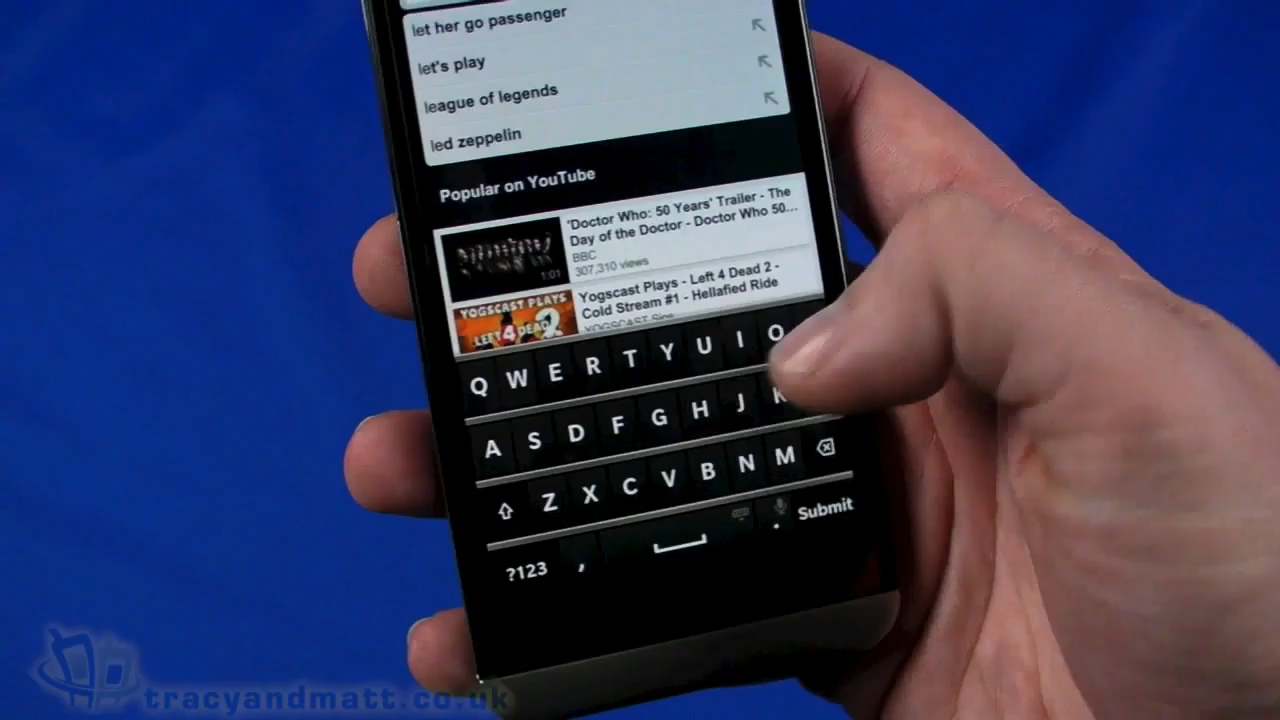 let her go passenger
let's play
league of legends
led zeppelin
Popular on YouTube
'Doctor Who: 50 Years' Trailer - The
Day of the Doctor - Doctor Who 50...
BBC
307,310 views
1:01
Yogscast Plays - Left 4 Dead 2 -
Cold Stream #1 - Hellafied Ride
YOGSCAST Sips
YOGSCAST PLAYS
LEFT 4 DEAD 2
Q W E R T Y U I O
A S D F G H J K
Z X C V B N M
Submit
?123 , .
tracyandmatt.co.uk